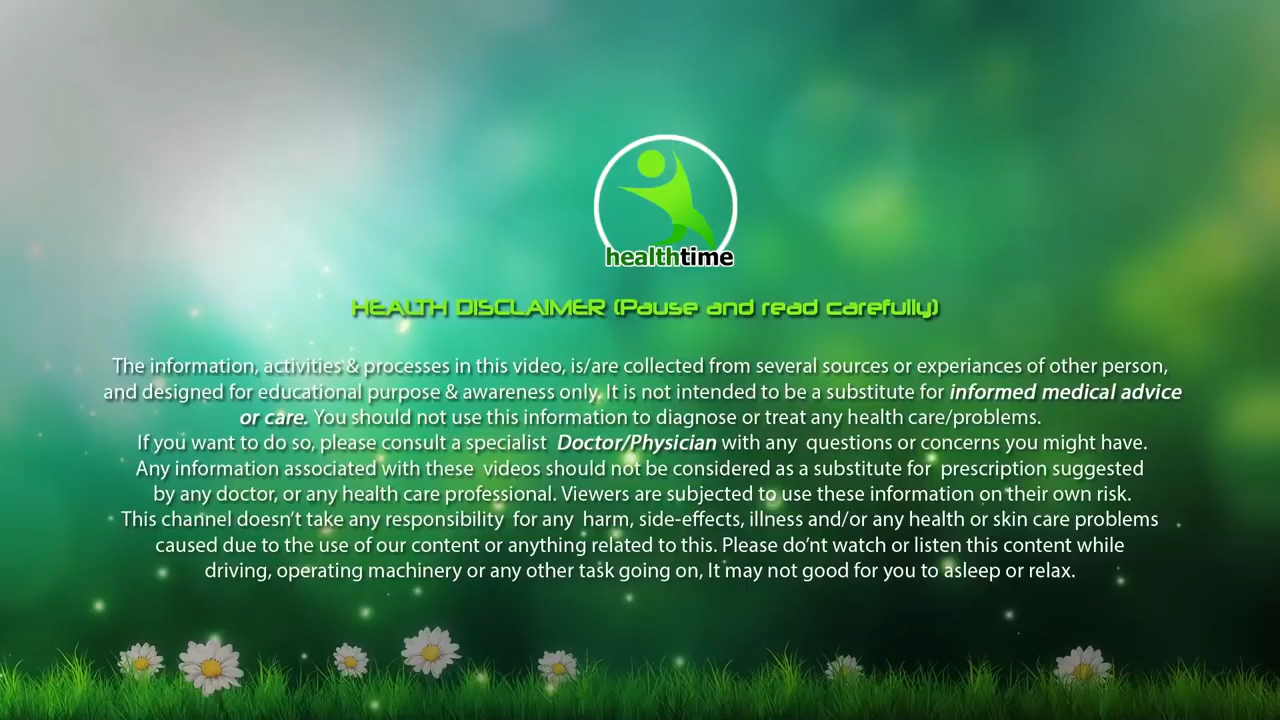 healthtime
HEALTH DISCLAIMER (Pause and read carefully)
The information, activities & processes in this video, is/are collected from several sources or experiances of other person,
and designed for educational purpose & awareness only. It is not intended to be a substitute for informed medical advice
or care. You should not use this information to diagnose or treat any health care/problems.
If you want to do so, please consult a specialist Doctor/Physician with any questions or concerns you might have.
Any information associated with these videos should not be considered as a substitute for prescription suggested
by any doctor, or any health care professional. Viewers are subjected to use these information on their own risk.
This channel doesn't take any responsibility for any harm, side-effects, illness and/or any health or skin care problems
caused due to the use of our content or anything related to this. Please do'nt watch or listen this content while
driving, operating machinery or any other task going on, It may not good for you to asleep or relax.